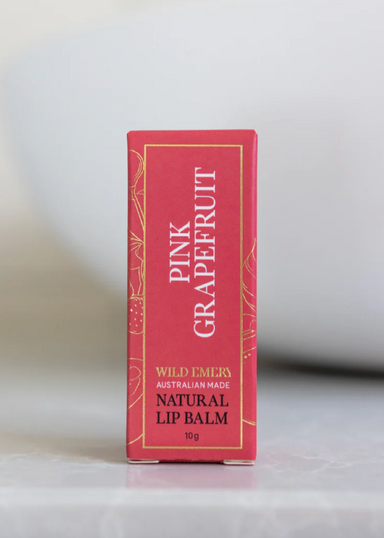 PINK
GRAPEFRUIT
WILD EMERY
AUSTRALIAN MADE
NATURAL
LIP BALM
10g